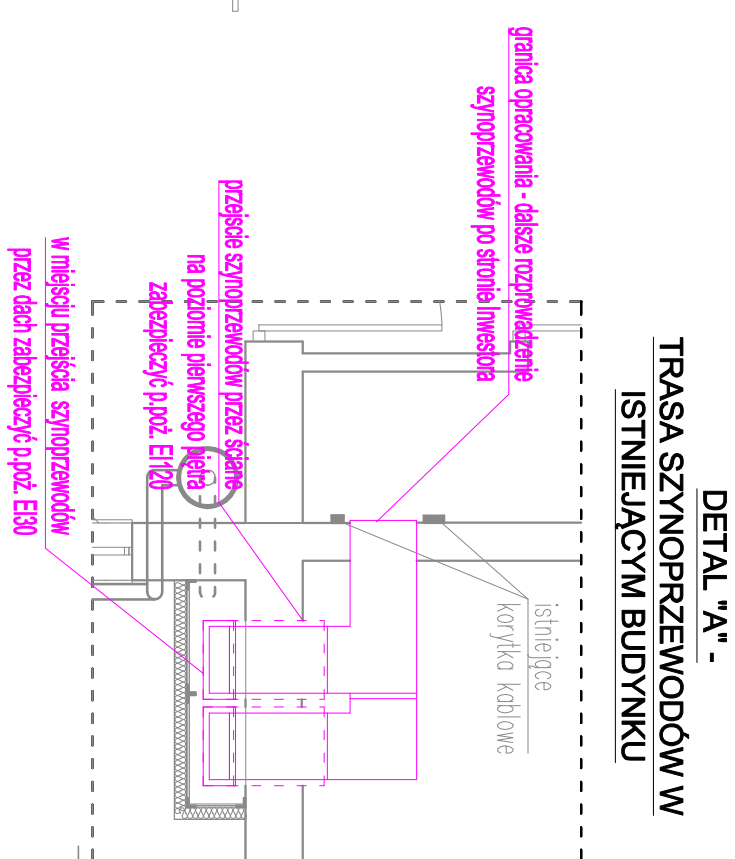 DETAL "A" -
TRASA SZYNOPRZEWODÓW W
ISTNIEJĄCYM BUDYNKU
granica opracowania - dalsze rozprowadzenie
szynoprzewodów po stronie Inwestora
istniejące
korytka kablowe
przejście szynoprzewodów przez ścianę
na poziomie pierwszego piętra
zabezpieczyć p.poż. EI120
w miejscu przejścia szynoprzewodów
przez dach zabezpieczyć p.poż. EI30